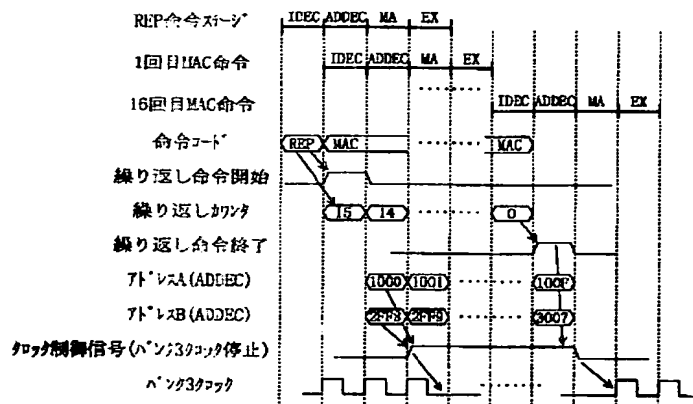 IDEC ADDEC MA EX
REP命令ステージ
1回目MAC命令 IDEC ADDEC MA EX
16回目MAC命令 IDEC ADDEC MA EX
命令コード REP MAC MAC
繰り返し命令開始
繰り返しカウンタ 15 14 0
繰り返し命令終了
アドレスA(ADDEC) 1000 1001 100F
アドレスB(ADDEC) 2FF8 2FF9 3007
クロック制御信号(バンク3クロック停止)
バンク3クロック